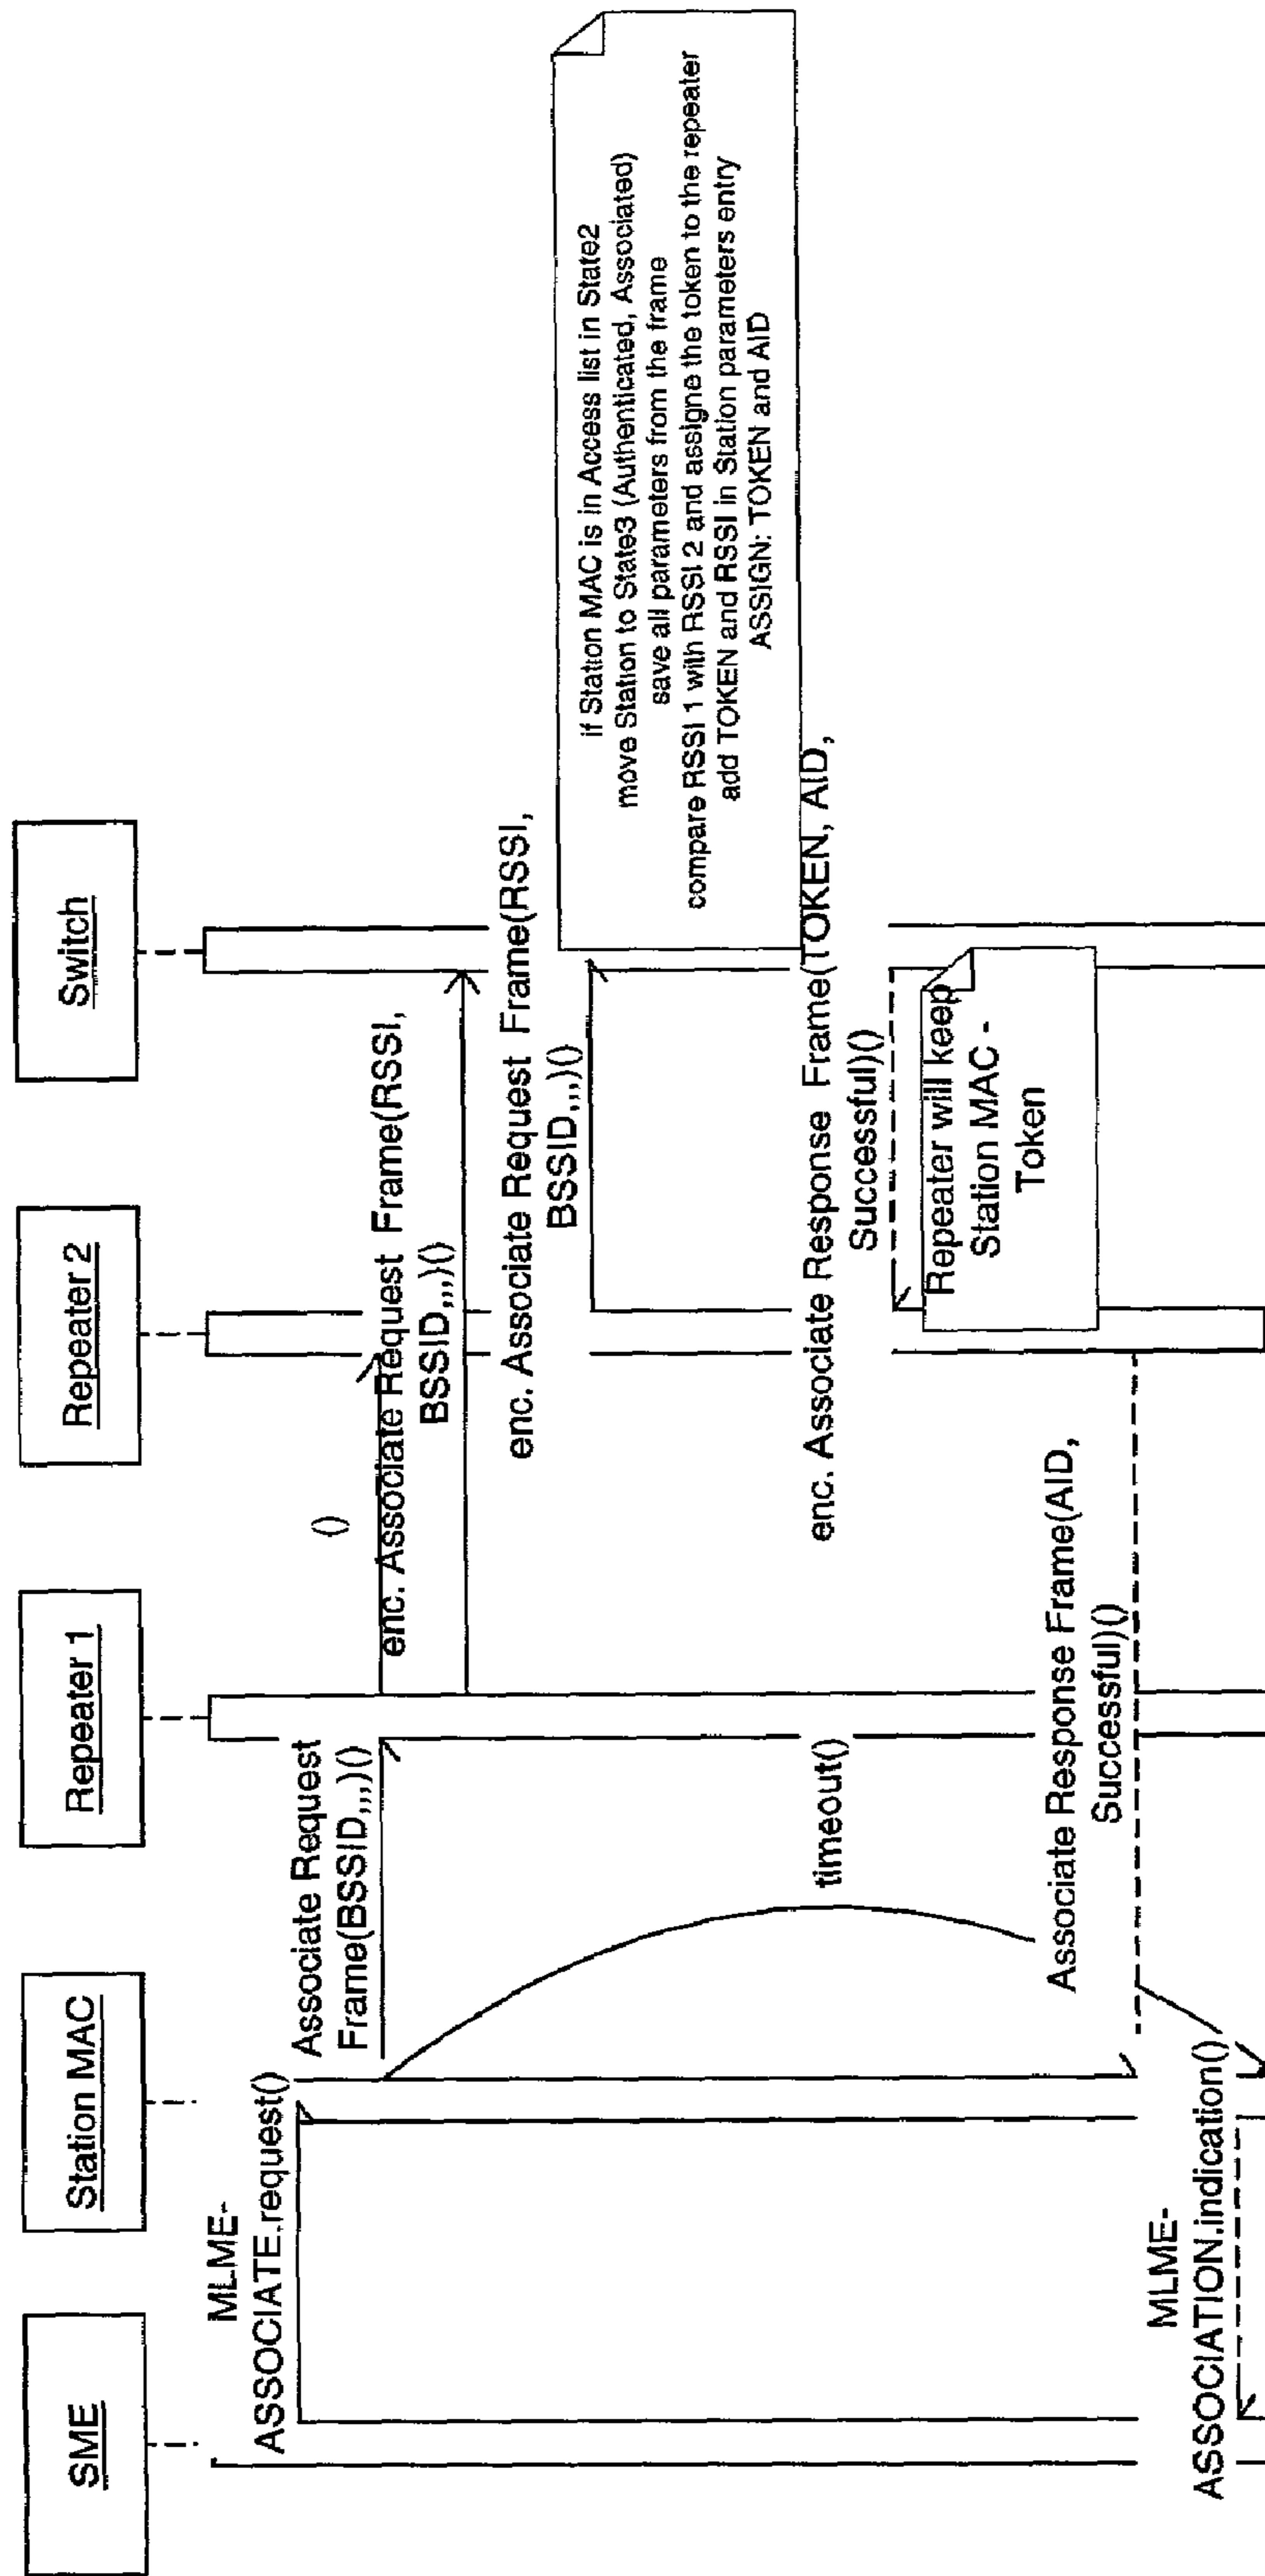 SME
Station MAC
Repeater 1
Repeater 2
Switch
MLME-
ASSOCIATE.request()
Associate Request
Frame(BSSID,,,)()
()
enc. Associate Request Frame(RSSI,
BSSID,,,)()
enc. Associate Request Frame(RSSI,
BSSID,,,)()
if Station MAC is in Access list in State2
move Station to State3 (Authenticated, Associated)
save all parameters from the frame
compare RSSI 1 with RSSI 2 and assigne the token to the repeater
add TOKEN and RSSI in Station parameters entry
ASSIGN: TOKEN and AID
timeout()
enc. Associate Response Frame(TOKEN, AID,
Successful)()
Repeater will keep
Station MAC -
Token
Associate Response Frame(AID,
Successful)()
MLME-
ASSOCIATION.indication()